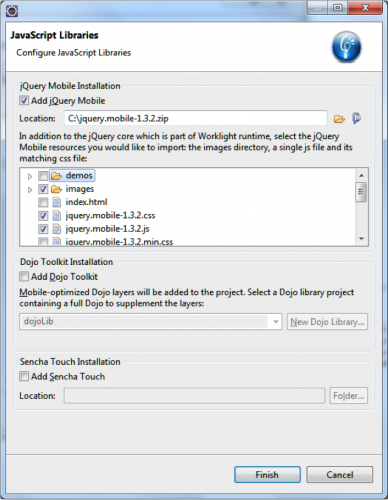 JavaScript Libraries
Configure JavaScript Libraries
jQuery Mobile Installation
Add jQuery Mobile
Location: C:\jquery.mobile-1.3.2.zip
In addition to the jQuery core which is part of Worklight runtime, select the jQuery
Mobile resources you would like to import: the images directory, a single js file and its
matching css file:
demos
images
index.html
jquery.mobile-1.3.2.css
jquery.mobile-1.3.2.js
jquery.mobile-1.3.2.min.css
Dojo Toolkit Installation
Add Dojo Toolkit
Mobile-optimized Dojo layers will be added to the project. Select a Dojo library project
containing a full Dojo to supplement the layers:
dojoLib New Dojo Library...
Sencha Touch Installation
Add Sencha Touch
Location: Folder...
Finish Cancel